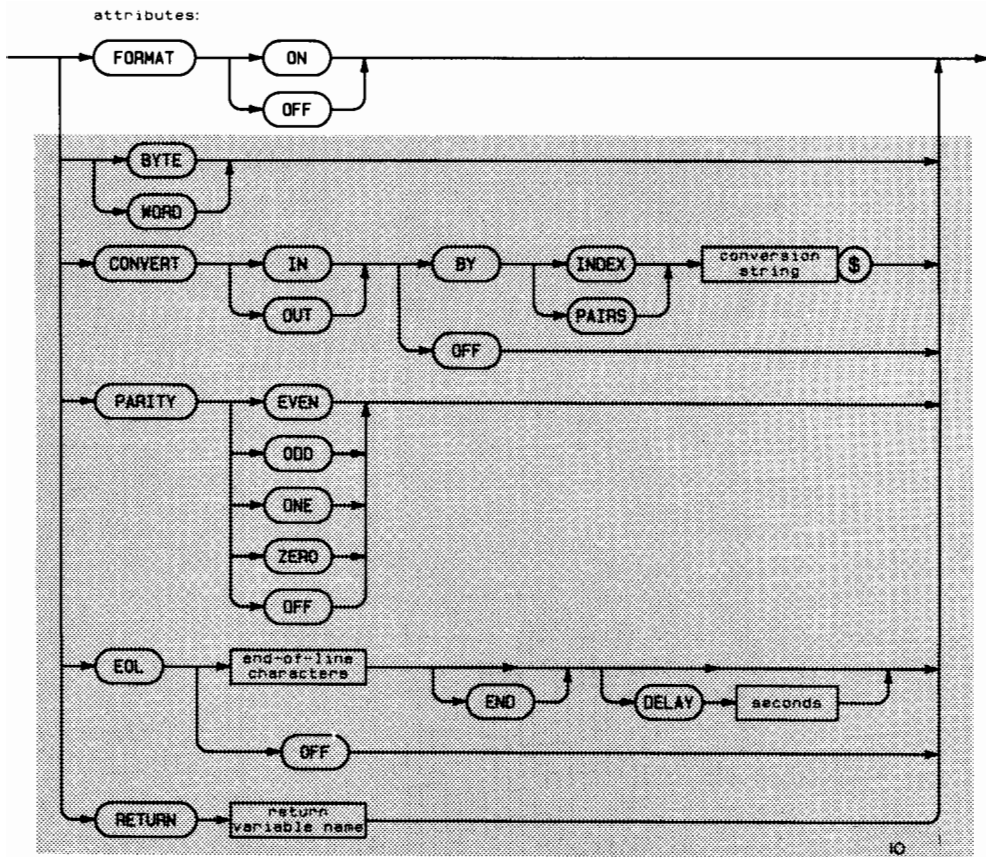 attributes:
FORMAT ON
OFF
BYTE
WORD
CONVERT IN BY INDEX conversion string $
OUT PAIRS
OFF
PARITY EVEN
ODD
ONE
ZERO
OFF
EOL end-of-line characters
END DELAY seconds
OFF
RETURN return variable name
IO